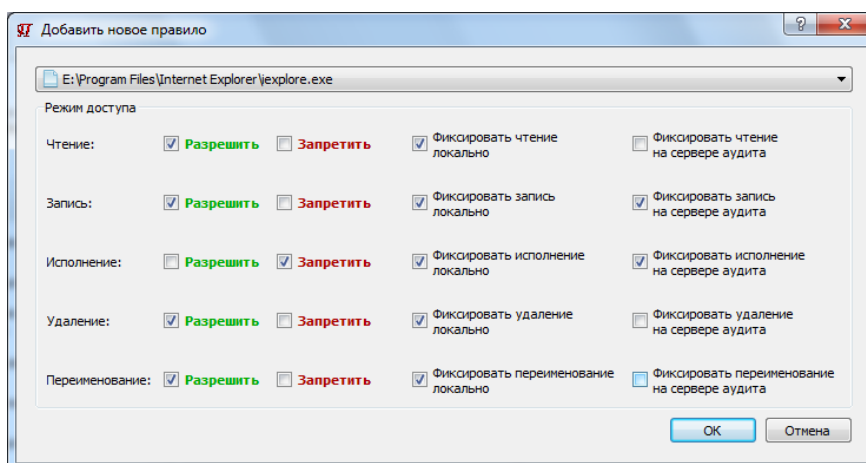 Добавить новое правило
E:\Program Files\Internet Explorer\iexplore.exe
Режим доступа
Чтение: Разрешить Запретить Фиксировать чтение локально Фиксировать чтение на сервере аудита
Запись: Разрешить Запретить Фиксировать запись локально Фиксировать запись на сервере аудита
Исполнение: Разрешить Запретить Фиксировать исполнение локально Фиксировать исполнение на сервере аудита
Удаление: Разрешить Запретить Фиксировать удаление локально Фиксировать удаление на сервере аудита
Переименование: Разрешить Запретить Фиксировать переименование локально Фиксировать переименование на сервере аудита
OK Отмена